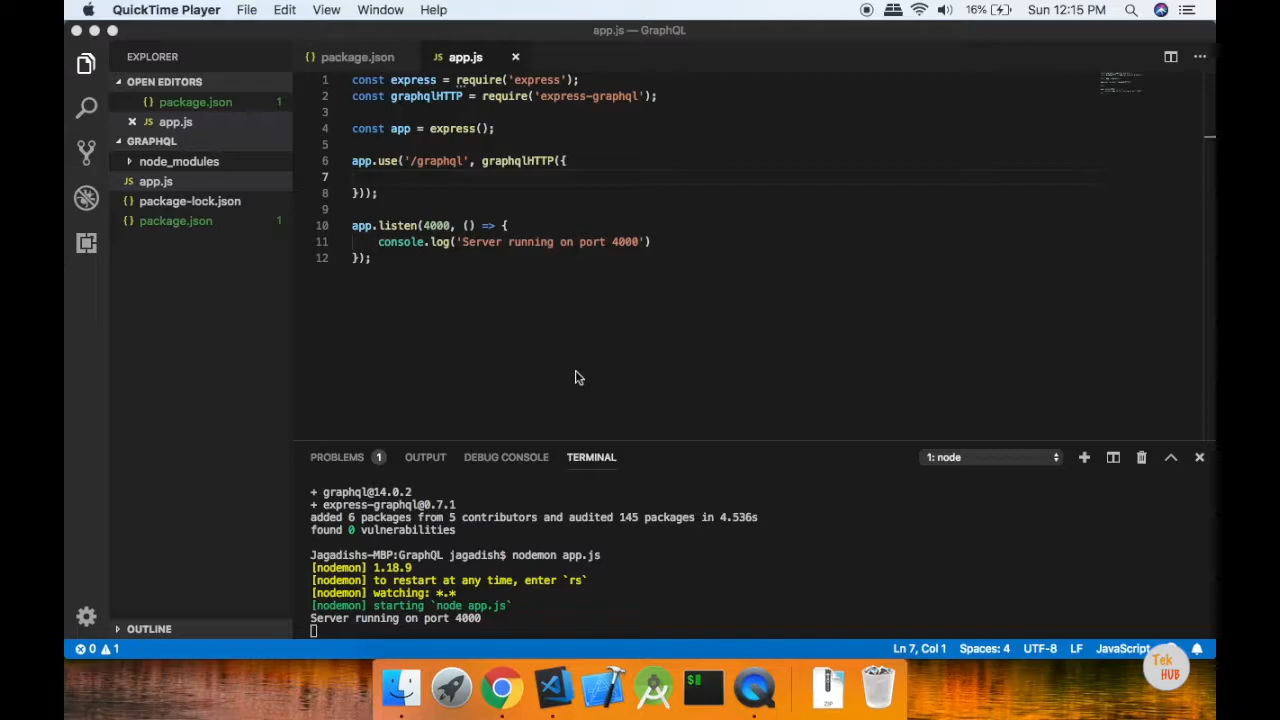 QuickTime Player File Edit View Window Help 16% Sun 12:15 PM
app.js — GraphQL
EXPLORER
OPEN EDITORS
{} package.json 1
JS app.js
GRAPHQL
node_modules
JS app.js
{} package-lock.json
{} package.json 1
OUTLINE
{} package.json JS app.js
1 const express = require('express');
2 const graphqlHTTP = require('express-graphql');
3
4 const app = express();
5
6 app.use('/graphql', graphqlHTTP({
7
8 }));
9
10 app.listen(4000, () => {
11 console.log('Server running on port 4000')
12 });
PROBLEMS 1 OUTPUT DEBUG CONSOLE TERMINAL 1: node
+ graphql@14.0.2
+ express-graphql@0.7.1
added 6 packages from 5 contributors and audited 145 packages in 4.536s
found 0 vulnerabilities
Jagadishs-MBP:GraphQL jagadish$ nodemon app.js
[nodemon] 1.18.9
[nodemon] to restart at any time, enter `rs`
[nodemon] watching: *.*
[nodemon] starting `node app.js`
Server running on port 4000
0 1 Ln 7, Col 1 Spaces: 4 UTF-8 LF JavaScript
Tek
HUB
ZIP